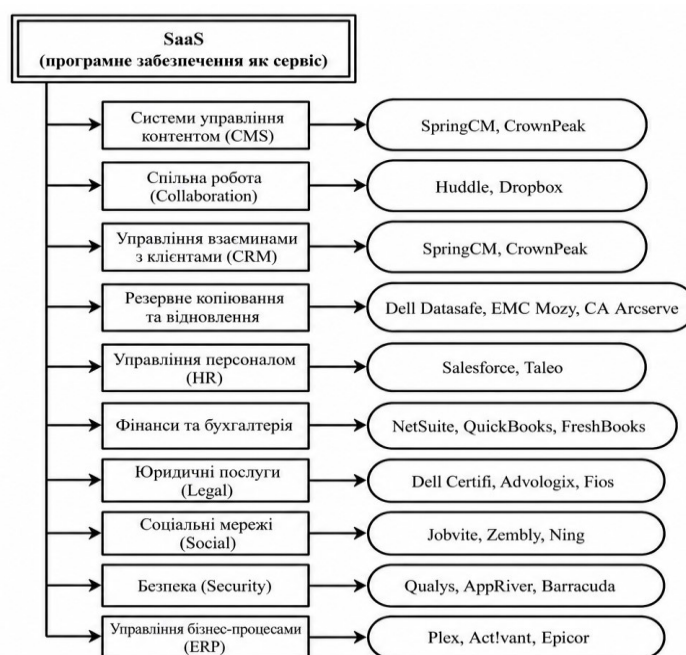 SaaS
(програмне забезпечення як сервіс)
Системи управління
контентом (CMS)
SpringCM, CrownPeak
Спільна робота
(Collaboration)
Huddle, Dropbox
Управління взаєминами
з клієнтами (CRM)
SpringCM, CrownPeak
Резервне копіювання
та відновлення
Dell Datasafe, EMC Mozy, CA Arcserve
Управління персоналом
(HR)
Salesforce, Taleo
Фінанси та бухгалтерія
NetSuite, QuickBooks, FreshBooks
Юридичні послуги
(Legal)
Dell Certifi, Advologix, Fios
Соціальні мережі
(Social)
Jobvite, Zembly, Ning
Безпека (Security)
Qualys, AppRiver, Barracuda
Управління бізнес-процесами
(ERP)
Plex, Act!vant, Epicor